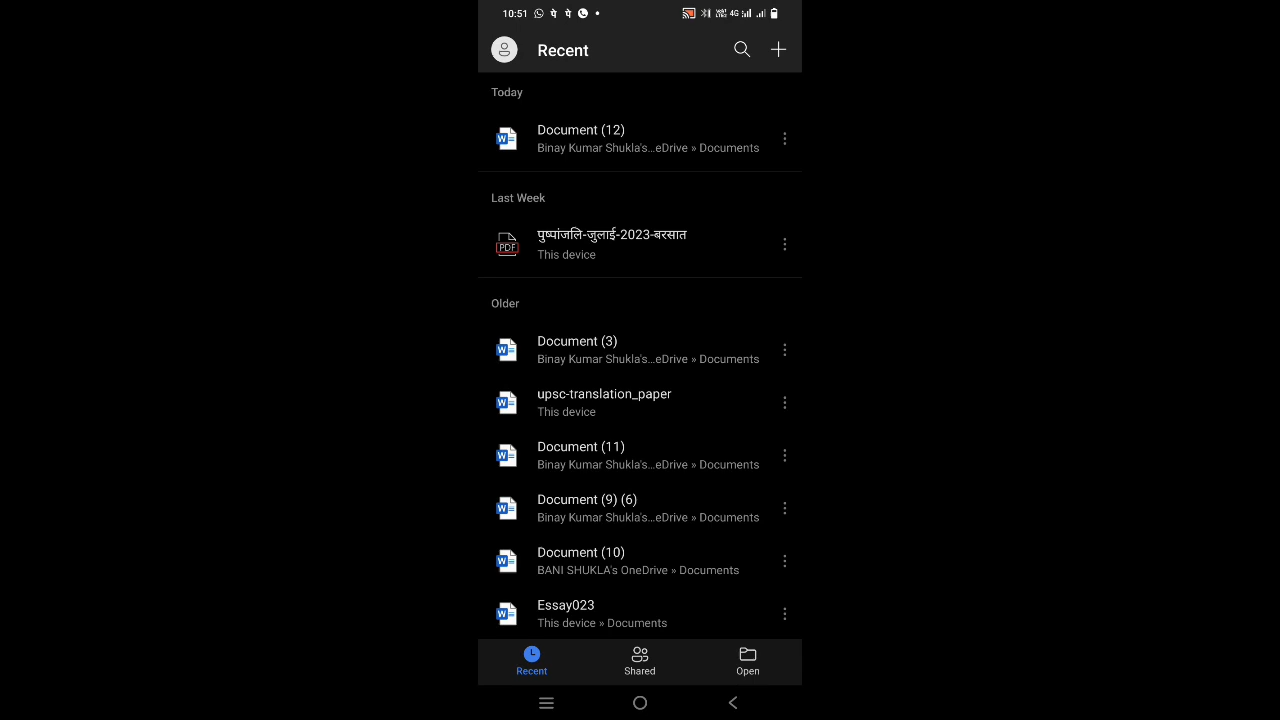 10:51
4G
Recent
Today
Document (12)
Binay Kumar Shukla's...eDrive » Documents
Last Week
PDF
पुष्पांजलि-जुलाई-2023-बरसात
This device
Older
W
Document (3)
Binay Kumar Shukla's...eDrive » Documents
W
upsc-translation_paper
This device
W
Document (11)
Binay Kumar Shukla's...eDrive » Documents
W
Document (9) (6)
Binay Kumar Shukla's...eDrive » Documents
W
Document (10)
BANI SHUKLA's OneDrive » Documents
W
Essay023
This device » Documents
Recent
Shared
Open